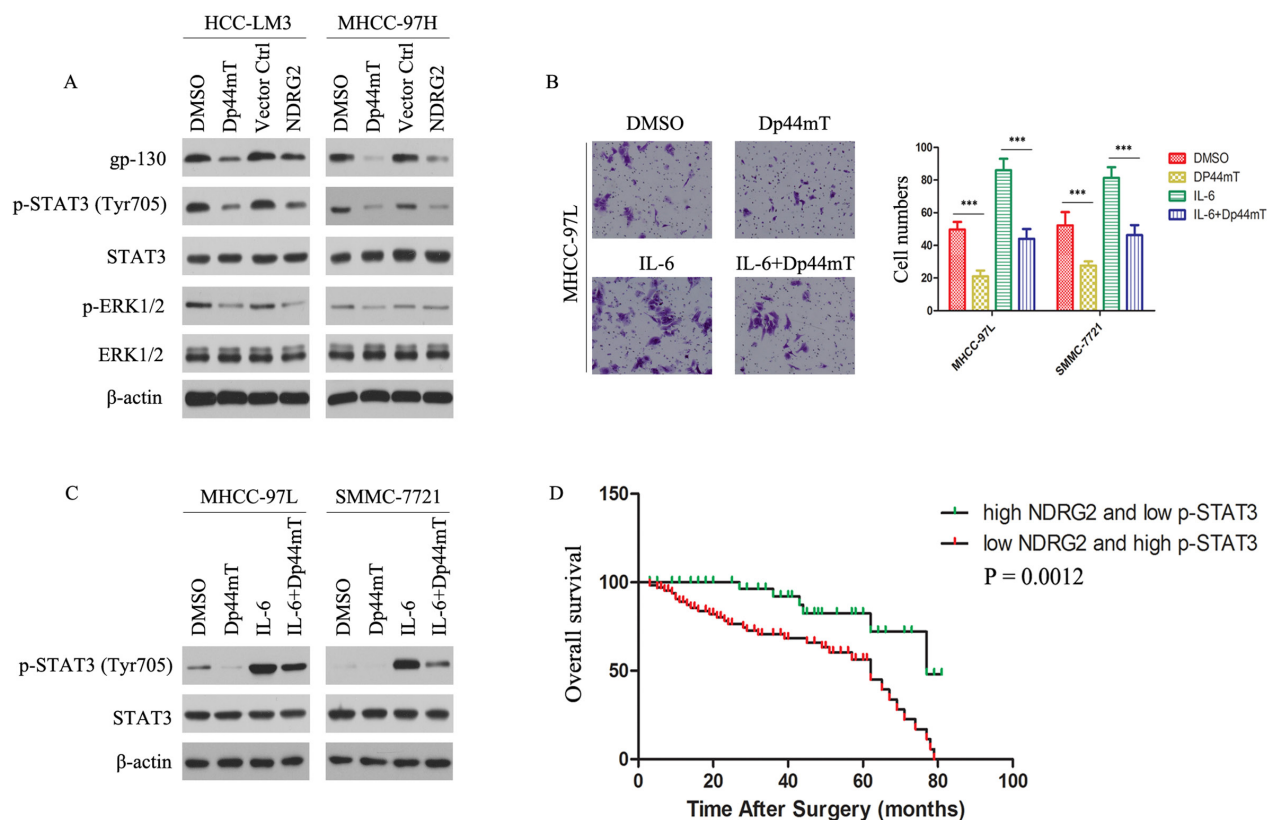 A
HCC-LM3 MHCC-97H
DMSO Dp44mT Vector Ctrl NDRG2 DMSO Dp44mT Vector Ctrl NDRG2
gp-130
p-STAT3 (Tyr705)
STAT3
p-ERK1/2
ERK1/2
β-actin
B
MHCC-97L
DMSO Dp44mT
IL-6 IL-6+Dp44mT
Cell numbers
100
80
60
40
20
0
*** *** *** ***
MHCC-97L SMMC-7721
DMSO
DP44mT
IL-6
IL-6+Dp44mT
C
MHCC-97L SMMC-7721
DMSO Dp44mT IL-6 IL-6+Dp44mT DMSO Dp44mT IL-6 IL-6+Dp44mT
p-STAT3 (Tyr705)
STAT3
β-actin
D
Overall survival
150
100
50
0
0 20 40 60 80 100
Time After Surgery (months)
high NDRG2 and low p-STAT3
low NDRG2 and high p-STAT3
P = 0.0012